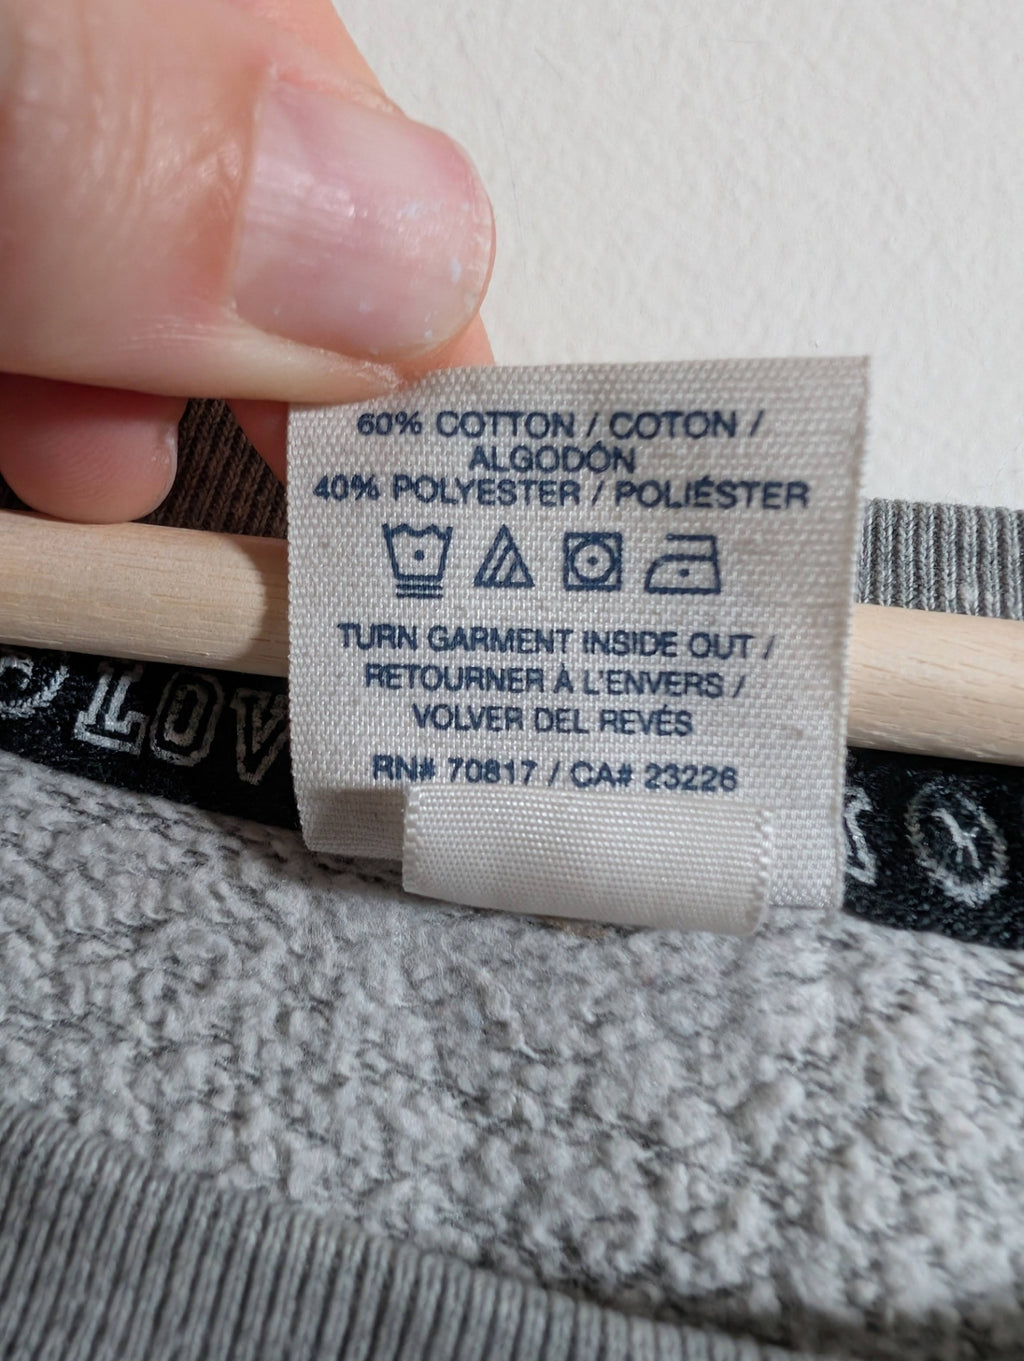 60% COTTON / COTON /
ALGODÓN
40% POLYESTER / POLIÉSTER
TURN GARMENT INSIDE OUT /
RETOURNER À L'ENVERS /
VOLVER DEL REVÉS
RN# 70817 / CA# 23226